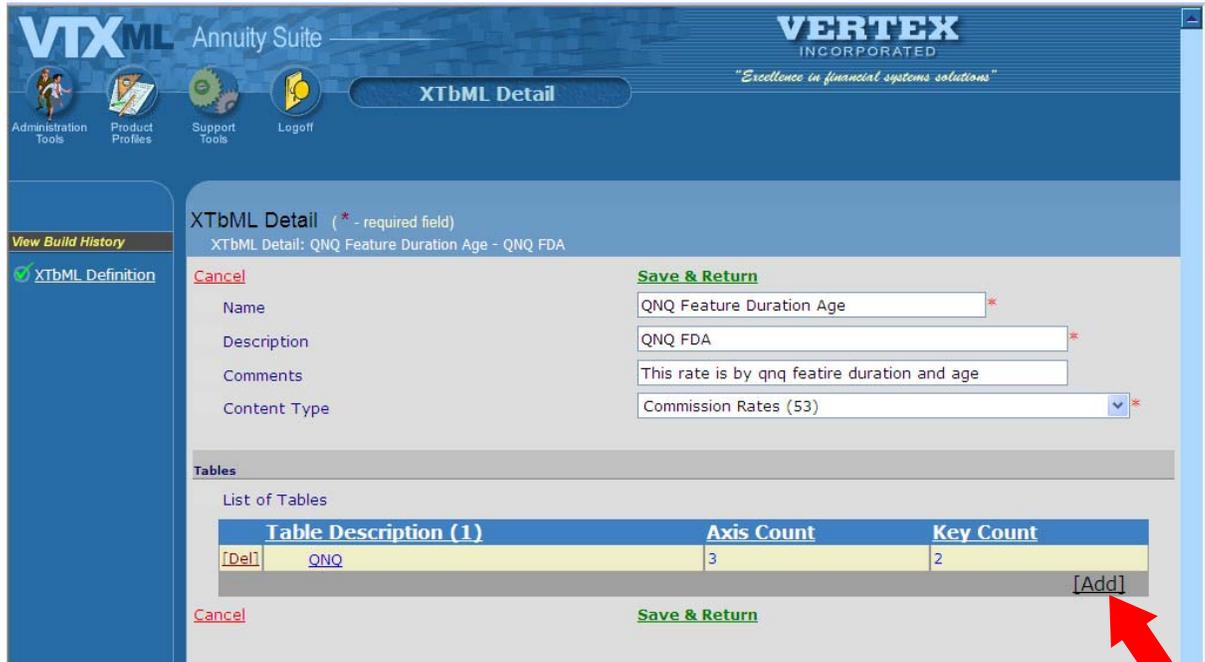 VTXML Annuity Suite
VERTEX
INCORPORATED
"Excellence in financial systems solutions"
XTbML Detail
Administration Tools
Product Profiles
Support Tools
Logoff
View Build History
XTbML Definition
XTbML Detail ( * - required field)
XTbML Detail: QNQ Feature Duration Age - QNQ FDA
Cancel Save & Return
Name QNQ Feature Duration Age *
Description QNQ FDA *
Comments This rate is by qnq featire duration and age
Content Type Commission Rates (53) *
Tables
List of Tables
Table Description (1) Axis Count Key Count
[Del] QNQ 3 2
[Add]
Cancel Save & Return